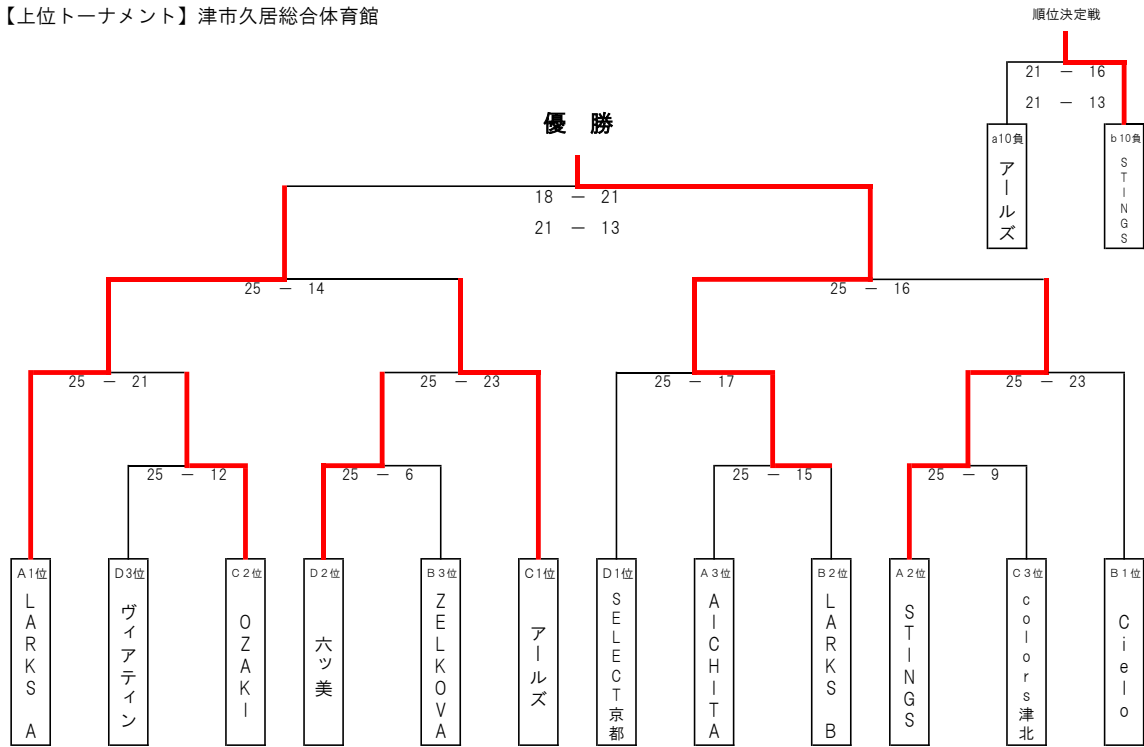 【上位トーナメント】津市久居総合体育館
順位決定戦
21 － 16
21 － 13
a10負
アールズ
b10負
STINGS
優 勝
18 － 21
21 － 13
25 － 14
25 － 16
25 － 21
25 － 23
25 － 17
25 － 23
25 － 12
25 － 6
25 － 15
25 － 9
A1位
LARKS A
D3位
ヴィアティン
C2位
OZAKI
D2位
六ッ美
B3位
ZELKOVA
C1位
アールズ
D1位
SELECT京都
A3位
AICHITA
B2位
LARKS B
A2位
STINGS
C3位
colors津北
B1位
Cielo